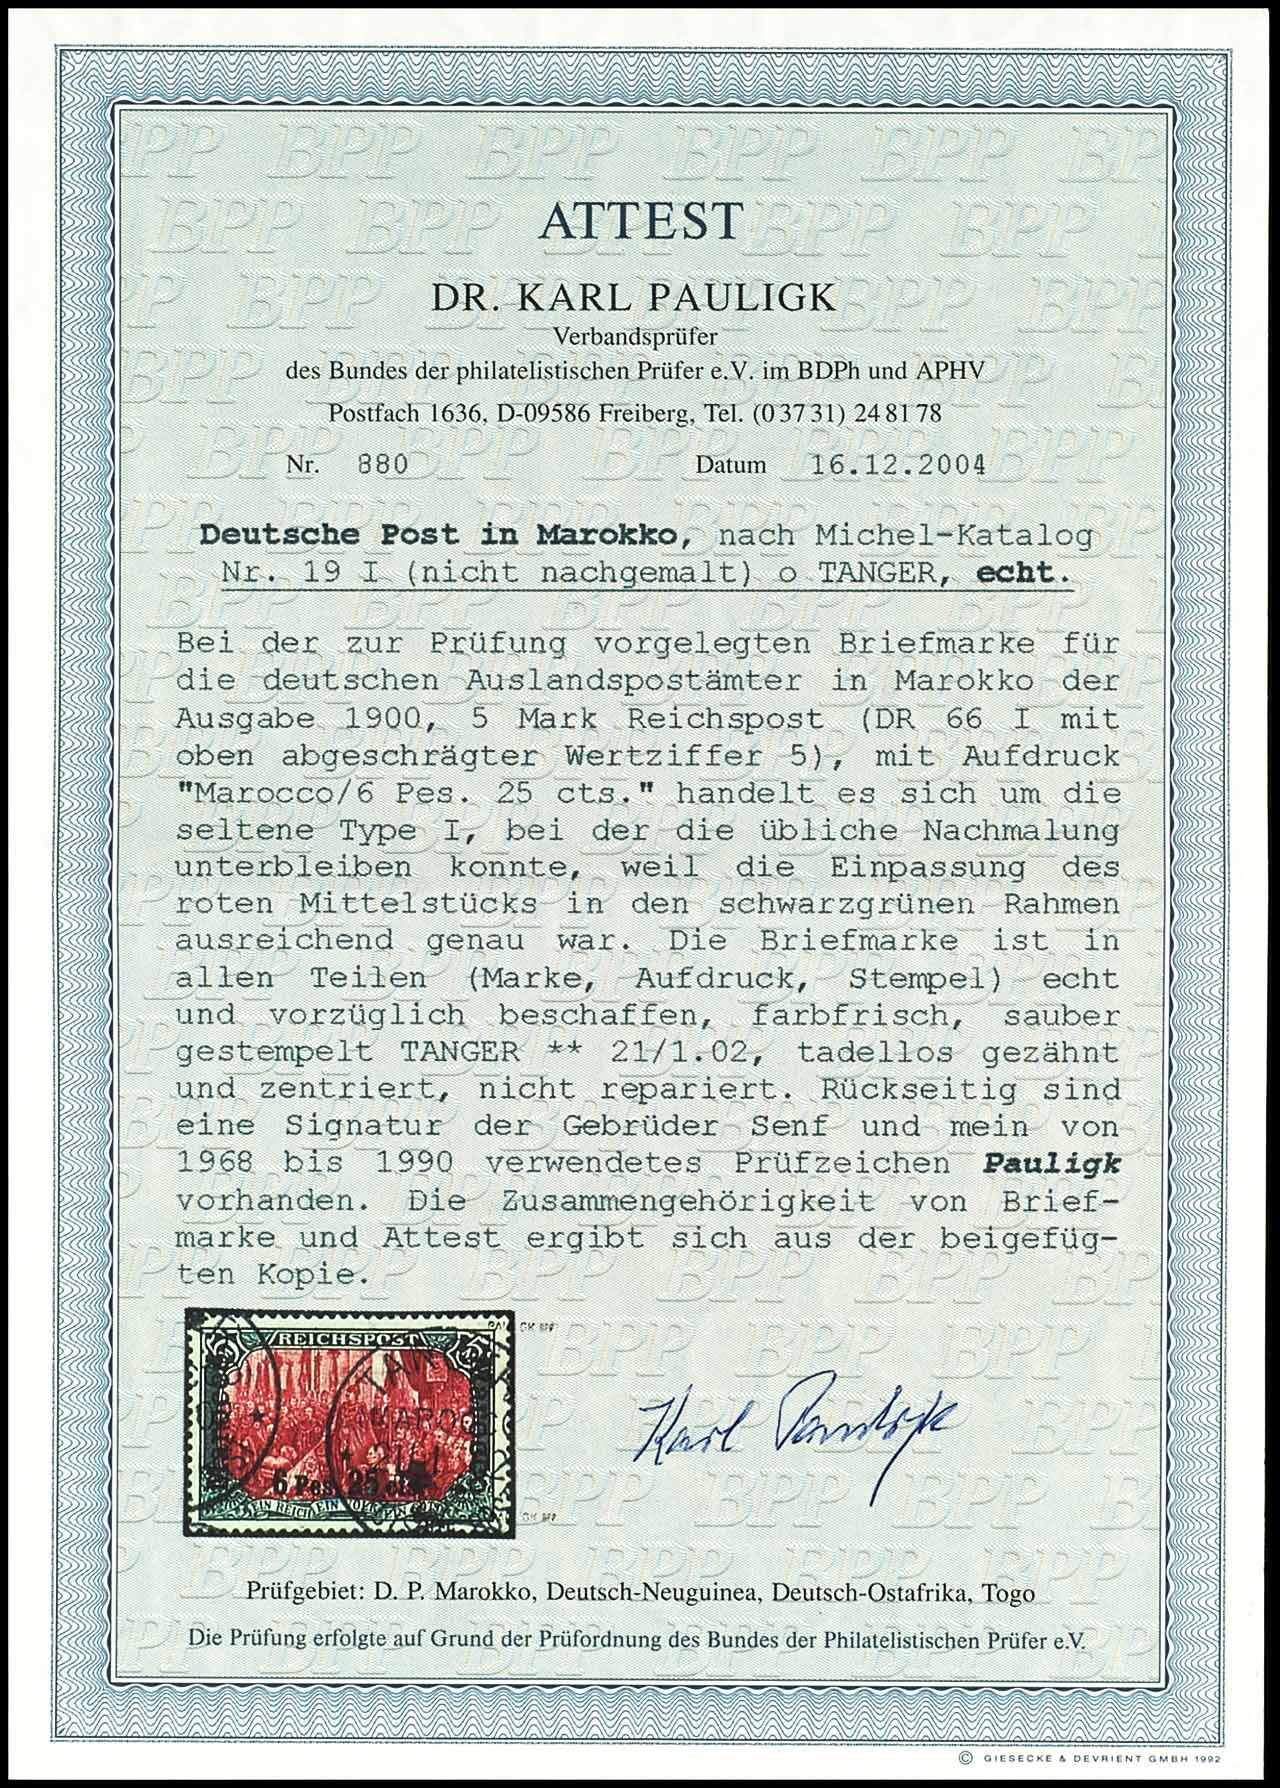 ATTEST
DR. KARL PAULIGK
Verbandsprüfer
des Bundes der philatelistischen Prüfer e.V. im BDPh und APHV
Postfach 1636, D-09586 Freiberg, Tel. (0 37 31) 24 81 78
Nr. 880 Datum 16.12.2004
Deutsche Post in Marokko, nach Michel-Katalog
Nr. 19 I (nicht nachgemalt) o TANGER, echt.
Bei der zur Prüfung vorgelegten Briefmarke für
die deutschen Auslandspostämter in Marokko der
Ausgabe 1900, 5 Mark Reichspost (DR 66 I mit
oben abgeschrägter Wertziffer 5), mit Aufdruck
"Marocco/6 Pes. 25 cts." handelt es sich um die
seltene Type I, bei der die übliche Nachmalung
unterbleiben konnte, weil die Einpassung des
roten Mittelstücks in den schwarzgrünen Rahmen
ausreichend genau war. Die Briefmarke ist in
allen Teilen (Marke, Aufdruck, Stempel) echt
und vorzüglich beschaffen, farbfrisch, sauber
gestempelt TANGER ** 21/1.02, tadellos gezähnt
und zentriert, nicht repariert. Rückseitig sind
eine Signatur der Gebrüder Senf und mein von
1968 bis 1990 verwendetes Prüfzeichen Pauligk
vorhanden. Die Zusammengehörigkeit von Brief-
marke und Attest ergibt sich aus der beigefüg-
ten Kopie.
REICHSPOST
6 Pes. 25 cts.
EIN REICH EIN
Karl Pauligk
Prüfgebiet: D. P. Marokko, Deutsch-Neuguinea, Deutsch-Ostafrika, Togo
Die Prüfung erfolgte auf Grund der Prüfordnung des Bundes der Philatelistischen Prüfer e.V.
© GIESECKE & DEVRIENT GMBH 1992